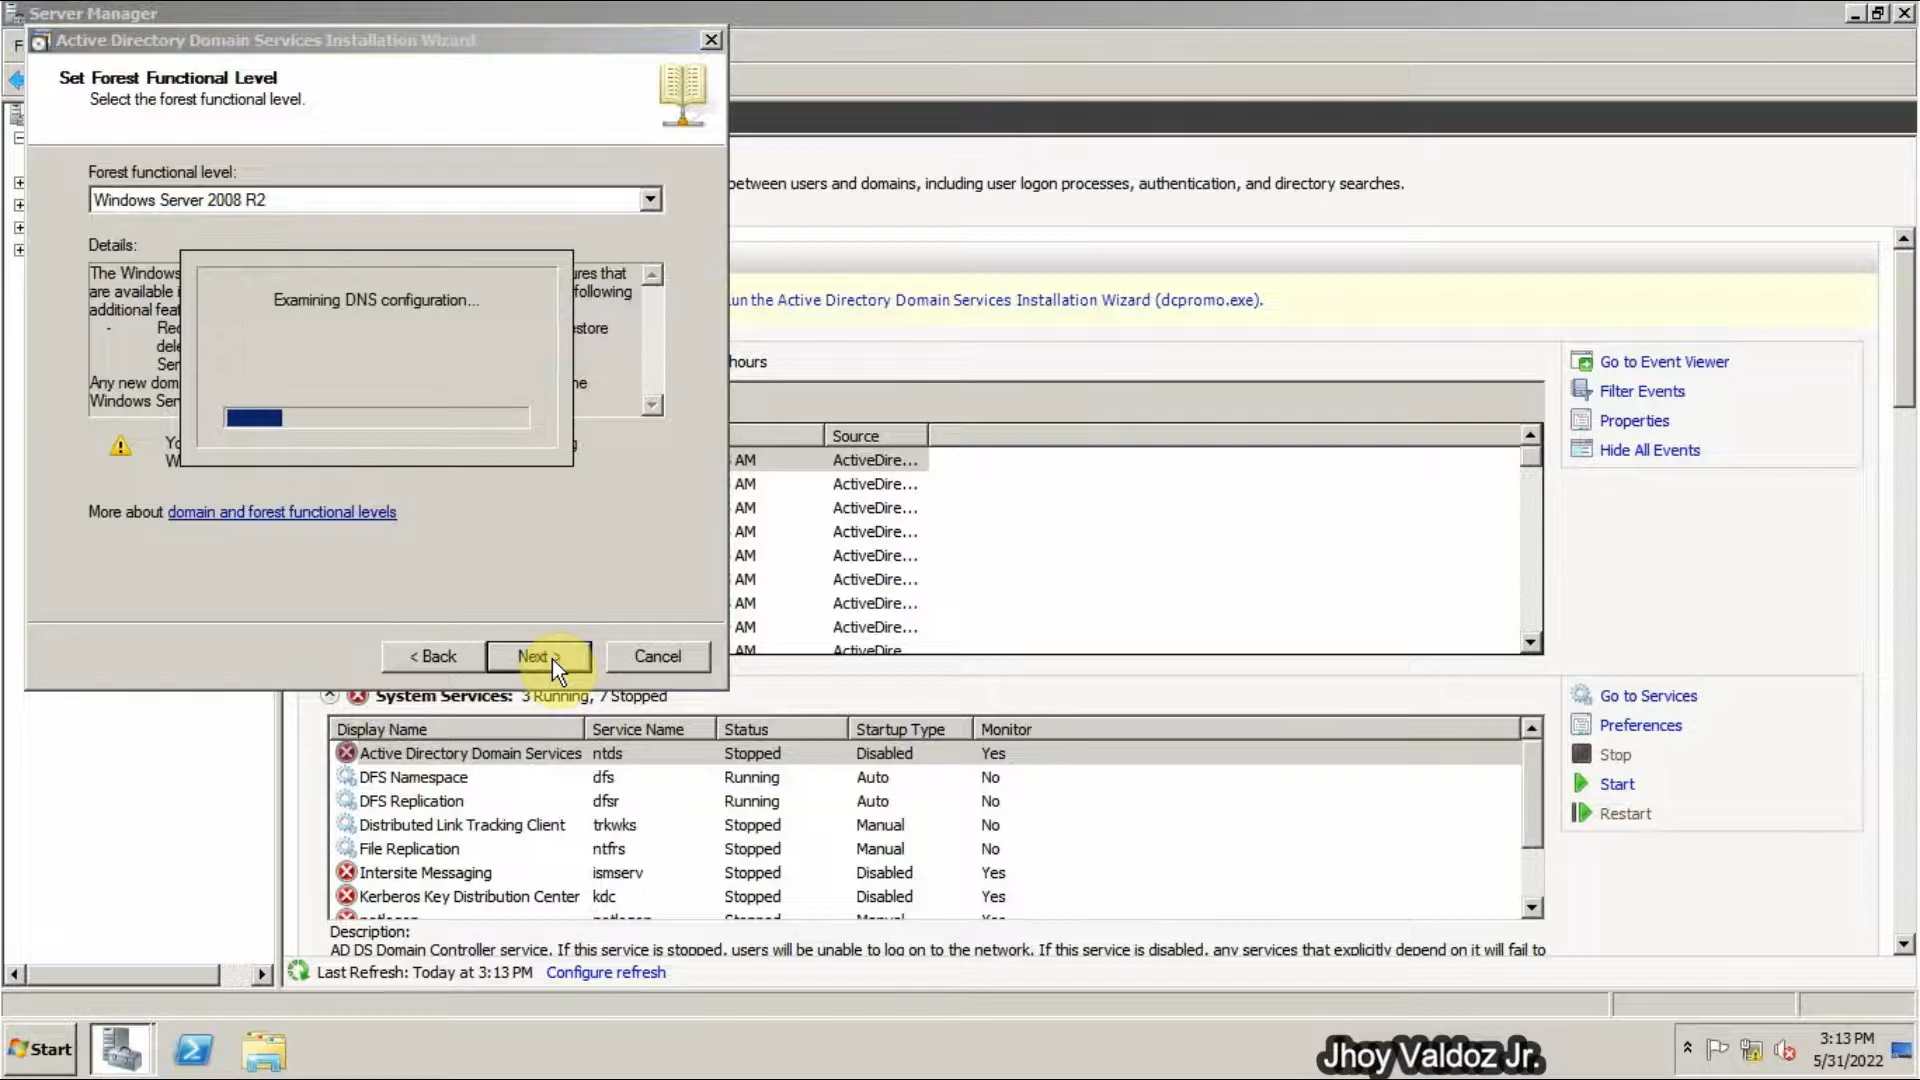 Server Manager
F
Active Directory Domain Services Installation Wizard
Set Forest Functional Level
Select the forest functional level.
Forest functional level:
Windows Server 2008 R2
between users and domains, including user logon processes, authentication, and directory searches.
Details:
The Windows
ures that
are available
following
additional feat
- Rec
estore
dele
Ser
Any new dom
he
Windows Ser
Examining DNS configuration...
un the Active Directory Domain Services Installation Wizard (dcpromo.exe).
hours
Go to Event Viewer
Filter Events
Properties
Hide All Events
Source
AM ActiveDire...
AM ActiveDire...
AM ActiveDire...
AM ActiveDire...
AM ActiveDire...
AM ActiveDire...
AM ActiveDire...
AM ActiveDire...
AM ActiveDire
More about domain and forest functional levels
< Back
Next >
Cancel
System Services: 3 Running, 7 Stopped
Display Name Service Name Status Startup Type Monitor
Active Directory Domain Services ntds Stopped Disabled Yes
DFS Namespace dfs Running Auto No
DFS Replication dfsr Running Auto No
Distributed Link Tracking Client trkwks Stopped Manual No
File Replication ntfrs Stopped Manual No
Intersite Messaging ismserv Stopped Disabled Yes
Kerberos Key Distribution Center kdc Stopped Disabled Yes
Go to Services
Preferences
Stop
Start
Restart
Description:
AD DS Domain Controller service. If this service is stopped, users will be unable to log on to the network. If this service is disabled, any services that explicitly depend on it will fail to
Last Refresh: Today at 3:13 PM Configure refresh
Start
Jhoy Valdoz Jr.
3:13 PM
5/31/2022